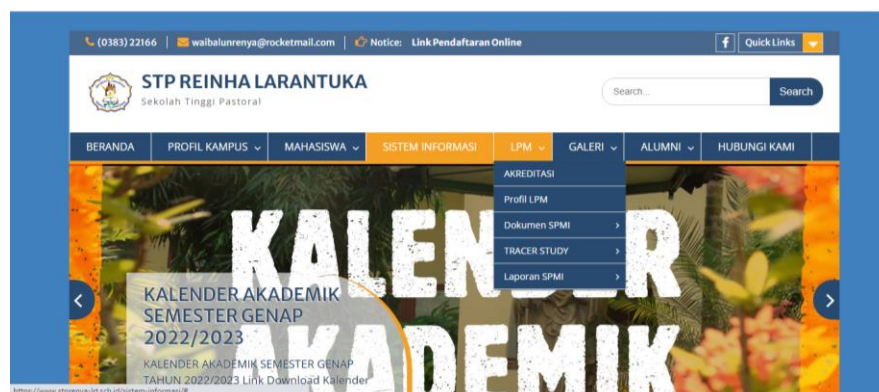 (0383) 22166 | waibalunrenya@rocketmail.com | Notice: Link Pendaftaran Online
Quick Links
STP REINHA LARANTUKA
Sekolah Tinggi Pastoral
Search...
Search
BERANDA PROFIL KAMPUS MAHASISWA SISTEM INFORMASI LPM GALERI ALUMNI HUBUNGI KAMI
AKREDITASI
Profil LPM
Dokumen SPMI
TRACER STUDY
Laporan SPMI
KALENDER
AKADEMIK
KALENDER AKADEMIK
SEMESTER GENAP
2022/2023
KALENDER AKADEMIK SEMESTER GENAP
TAHUN 2022/2023 Link Download Kalender